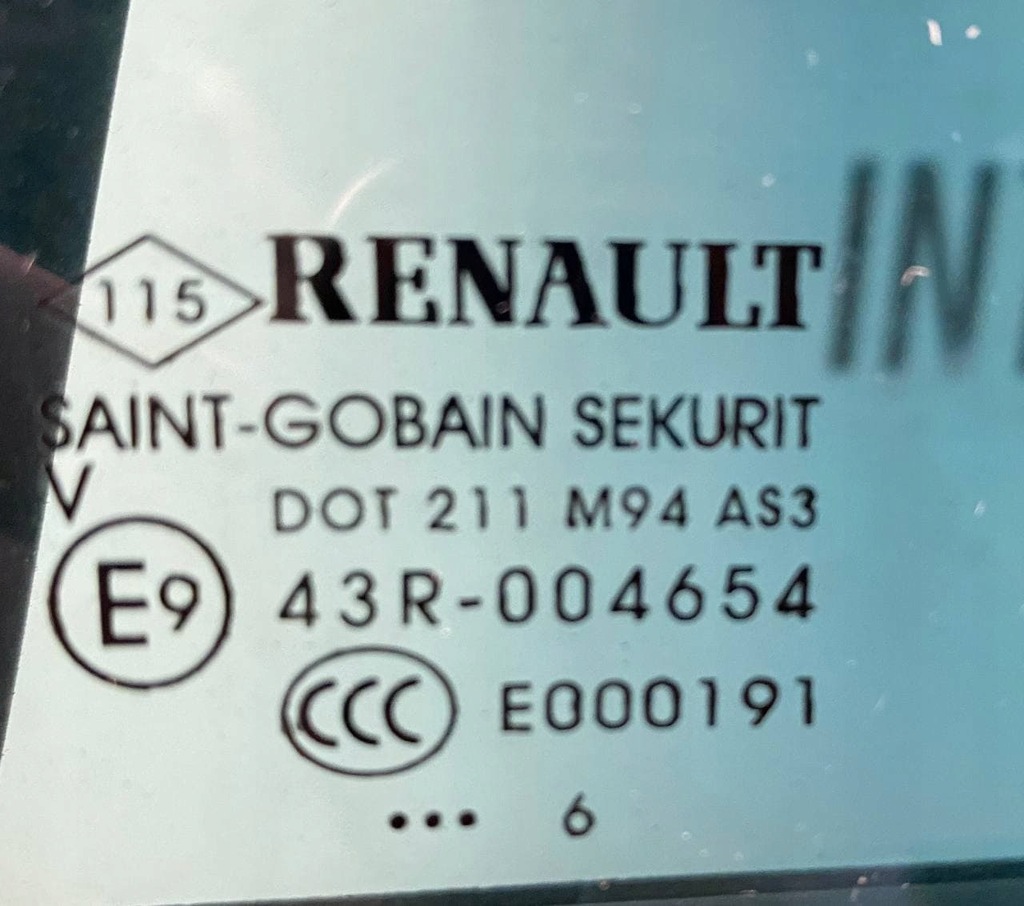 115 RENAULT
SAINT-GOBAIN SEKURIT
V
DOT 211 M94 AS3
E9 43R-004654
CCC E000191
••• 6